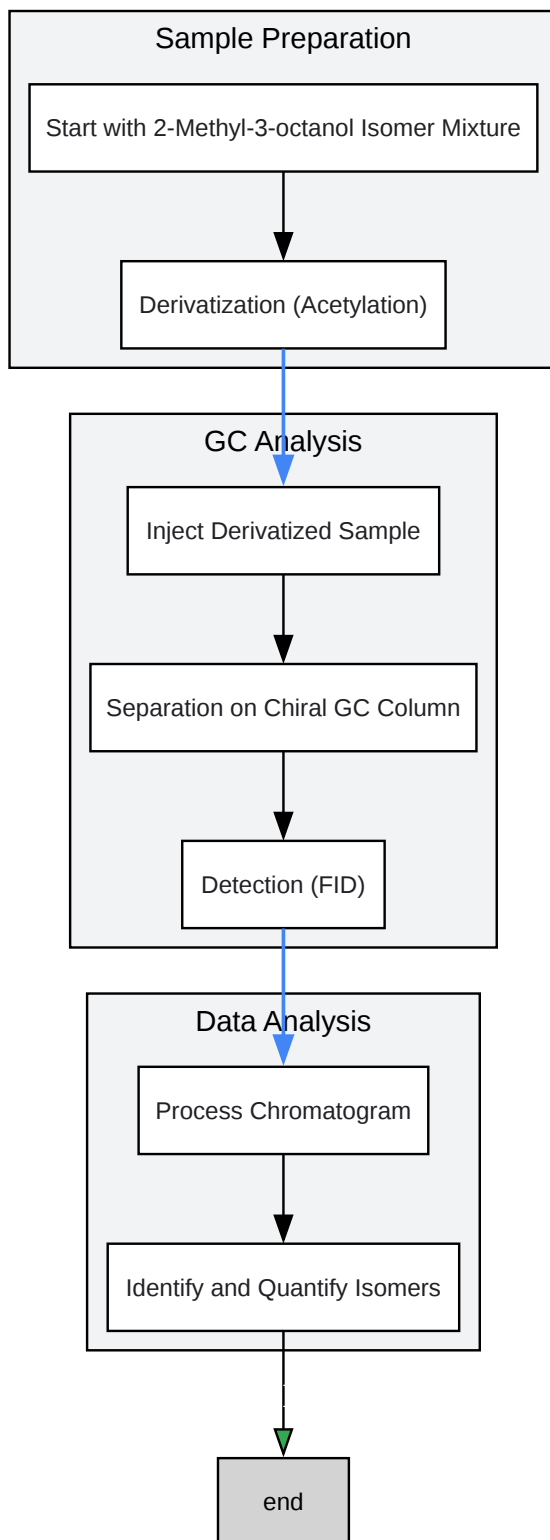 Sample Preparation
Start with 2-Methyl-3-octanol Isomer Mixture
Derivatization (Acetylation)
GC Analysis
Inject Derivatized Sample
Separation on Chiral GC Column
Detection (FID)
Data Analysis
Process Chromatogram
Identify and Quantify Isomers
end